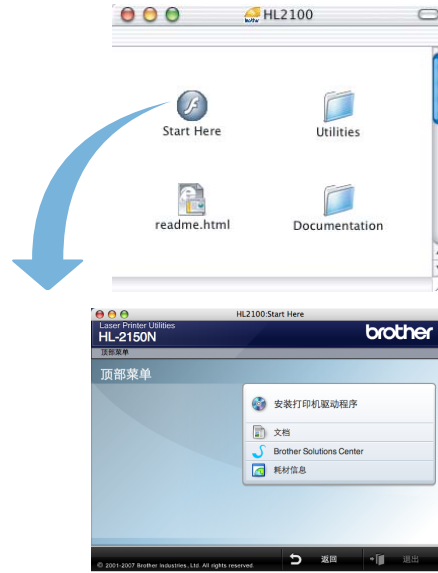 HL2100
Start Here
Utilities
readme.html
Documentation
HL2100:Start Here
Laser Printer Utilities
HL-2150N
brother
顶部菜单
顶部菜单
安装打印机驱动程序
文档
Brother Solutions Center
耗材信息
© 2001-2007 Brother Industries, Ltd. All rights reserved.
返回
退出